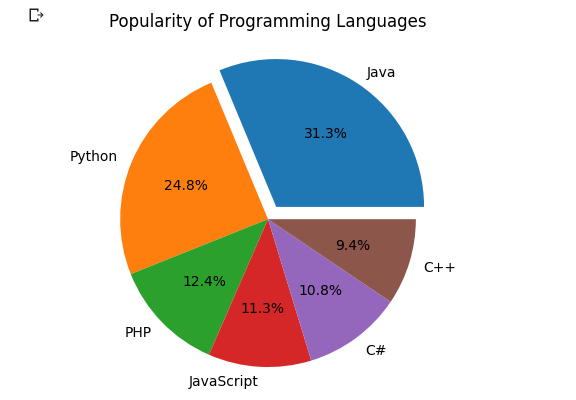 Popularity of Programming Languages
Java
31.3%
Python
24.8%
PHP
12.4%
JavaScript
11.3%
C#
10.8%
C++
9.4%